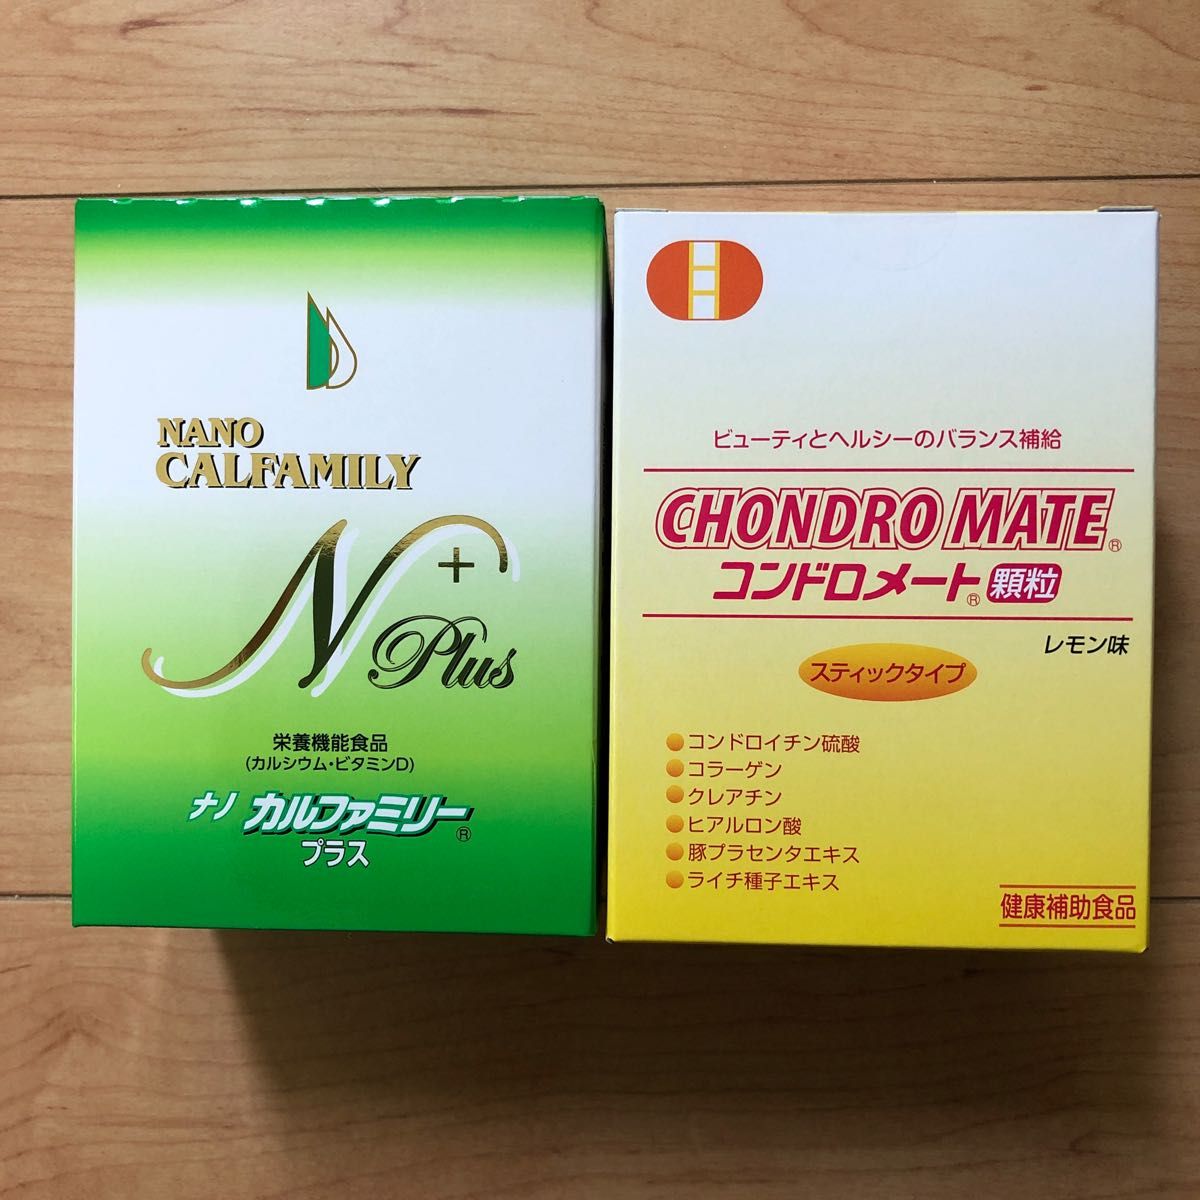 NANO
CALFAMILY
N+
Plus
栄養機能食品
(カルシウム・ビタミンD)
ナノ カルファミリー®
プラス
ビューティとヘルシーのバランス補給
CHONDRO MATE®
コンドロメート® 顆粒
レモン味
スティックタイプ
●コンドロイチン硫酸
●コラーゲン
●クレアチン
●ヒアルロン酸
●豚プラセンタエキス
●ライチ種子エキス
健康補助食品